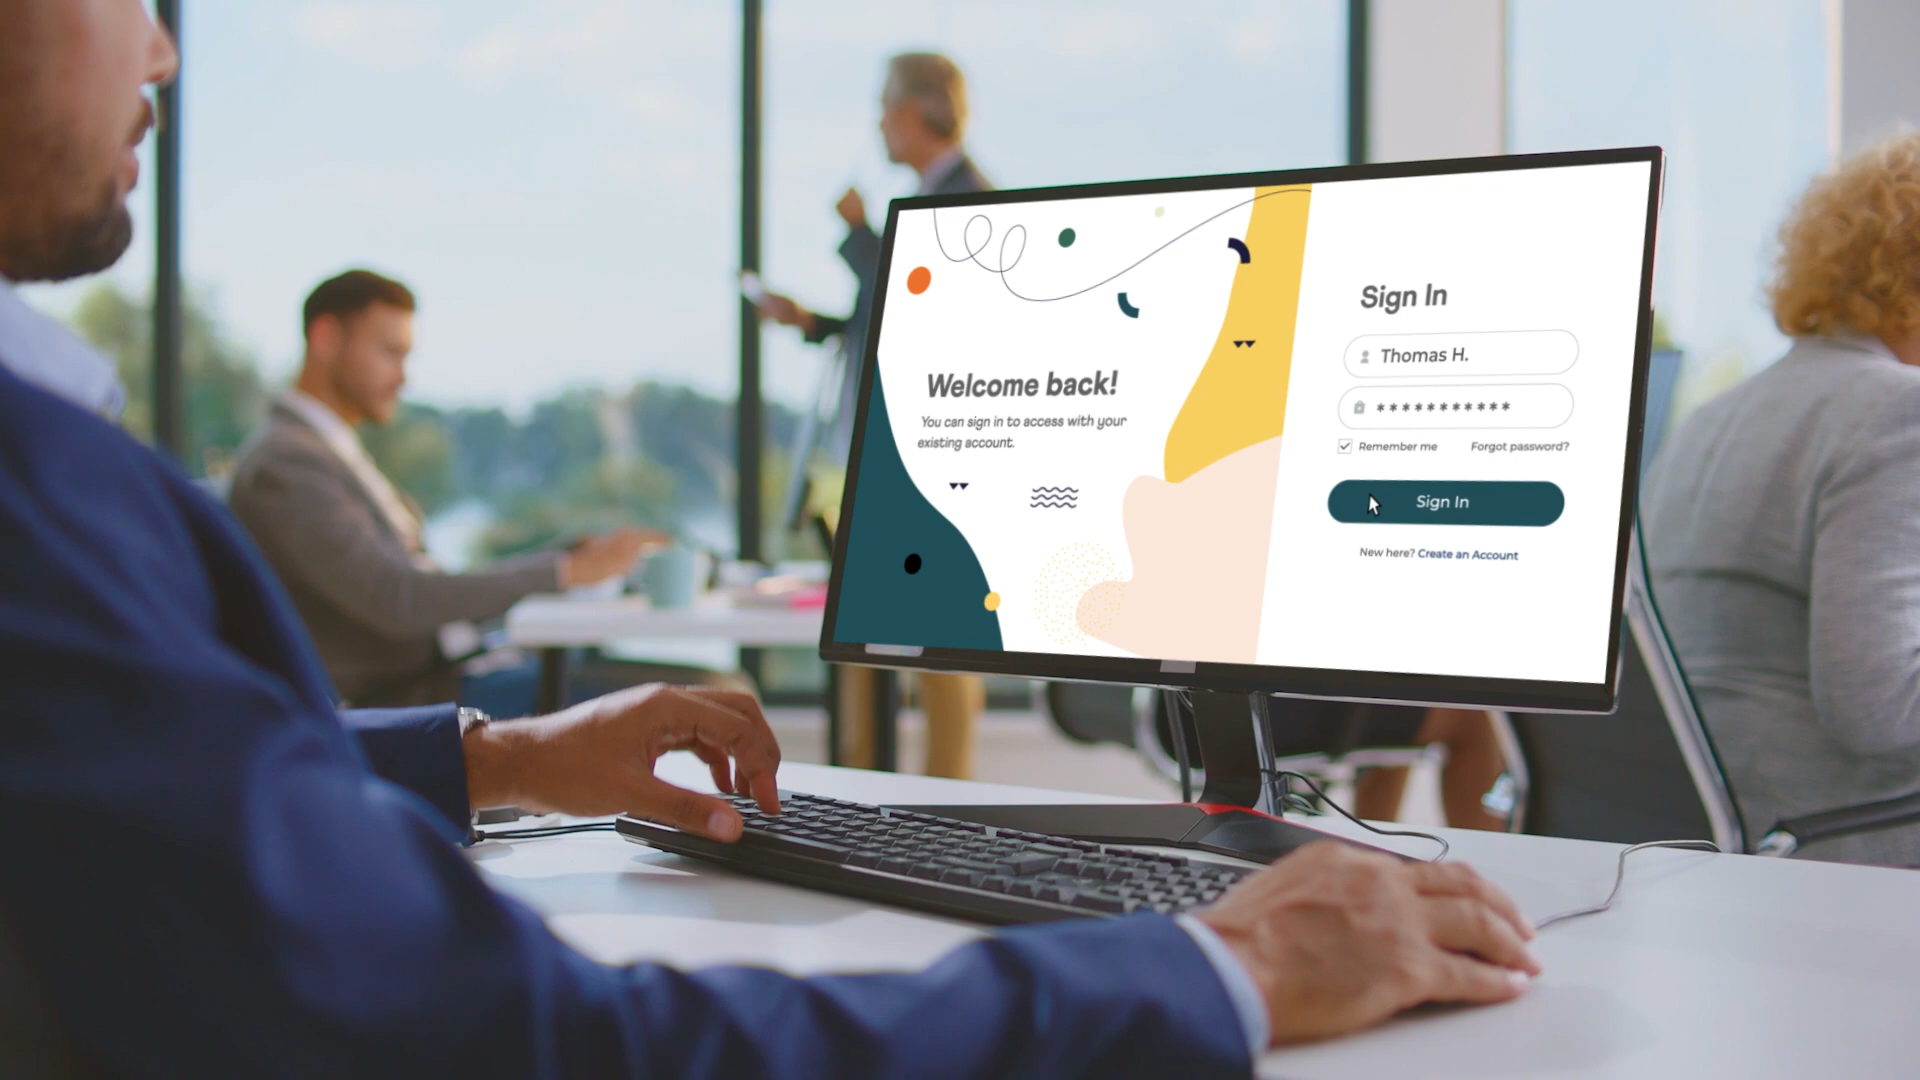 Welcome back!
You can sign in to access with your
existing account.
Sign In
Thomas H.
***********
Remember me
Forgot password?
Sign In
New here? Create an Account